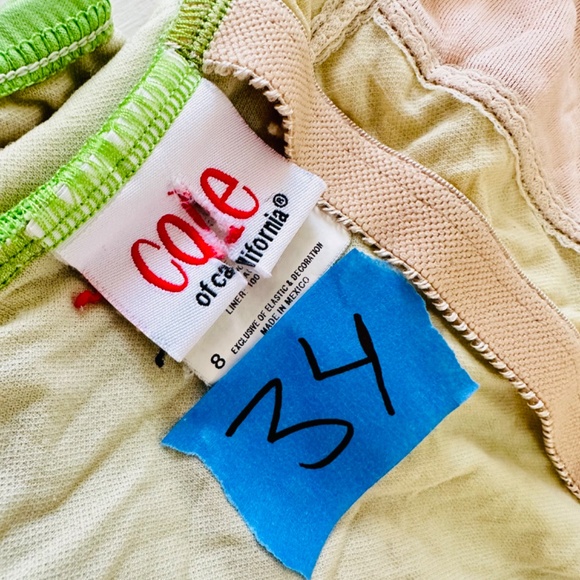 cole
of california®
LINER 100
EXCLUSIVE OF ELASTIC & DECORATION
MADE IN MEXICO
8
34